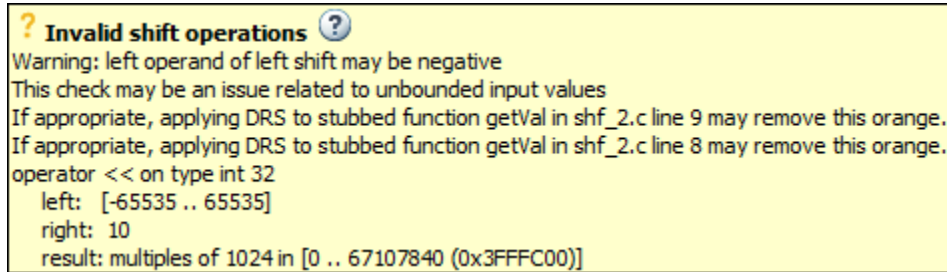 ? Invalid shift operations ?
Warning: left operand of left shift may be negative
This check may be an issue related to unbounded input values
If appropriate, applying DRS to stubbed function getVal in shf_2.c line 9 may remove this orange.
If appropriate, applying DRS to stubbed function getVal in shf_2.c line 8 may remove this orange.
operator << on type int 32
left: [-65535 .. 65535]
right: 10
result: multiples of 1024 in [0 .. 67107840 (0x3FFFC00)]